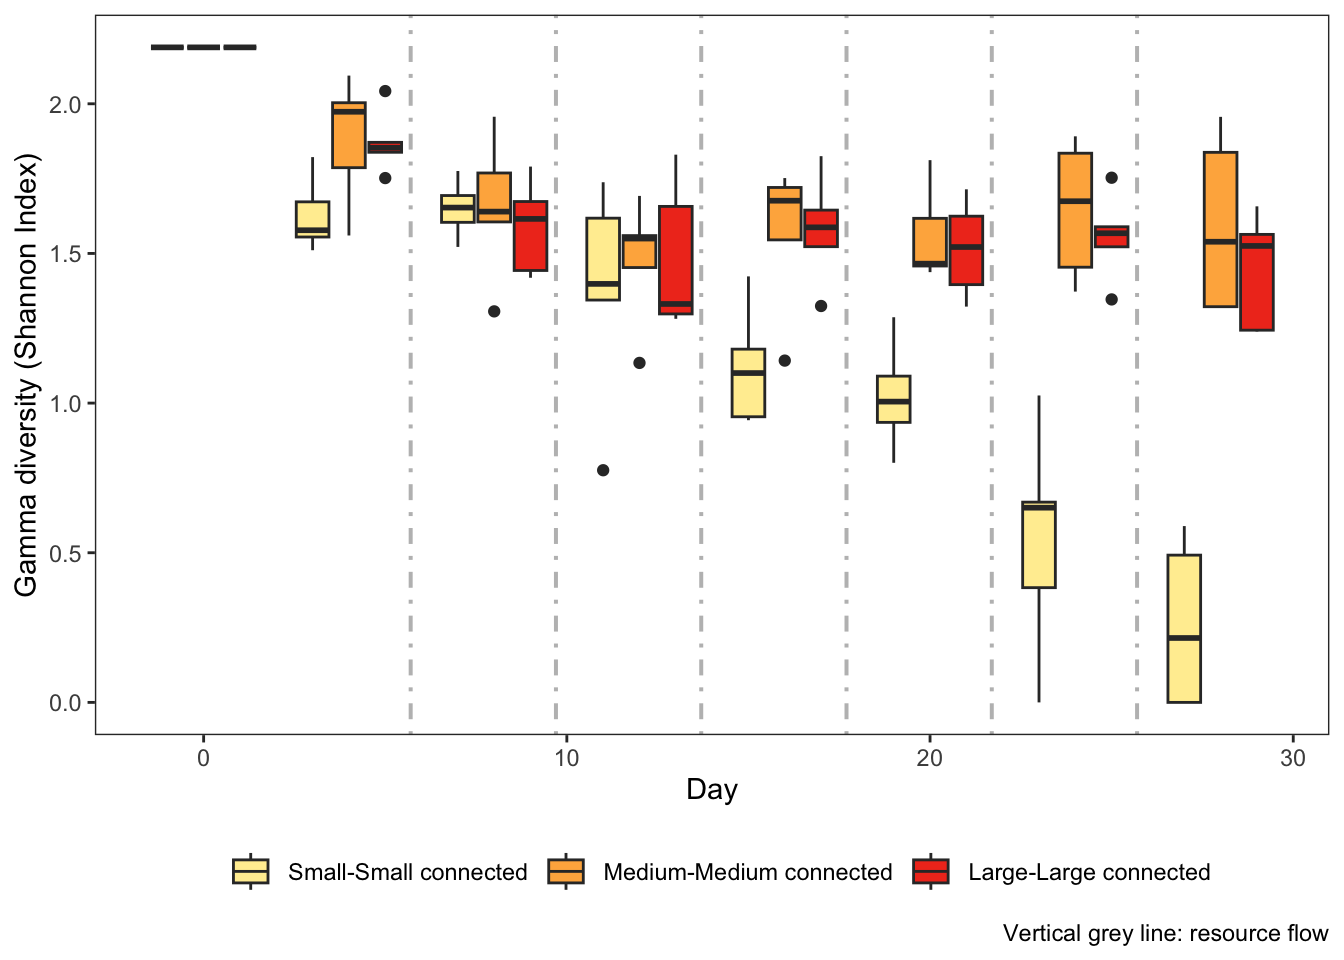 Gamma diversity (Shannon Index)
2.0
1.5
1.0
0.5
0.0
0 10 20 30
Day
Small-Small connected Medium-Medium connected Large-Large connected
Vertical grey line: resource flow